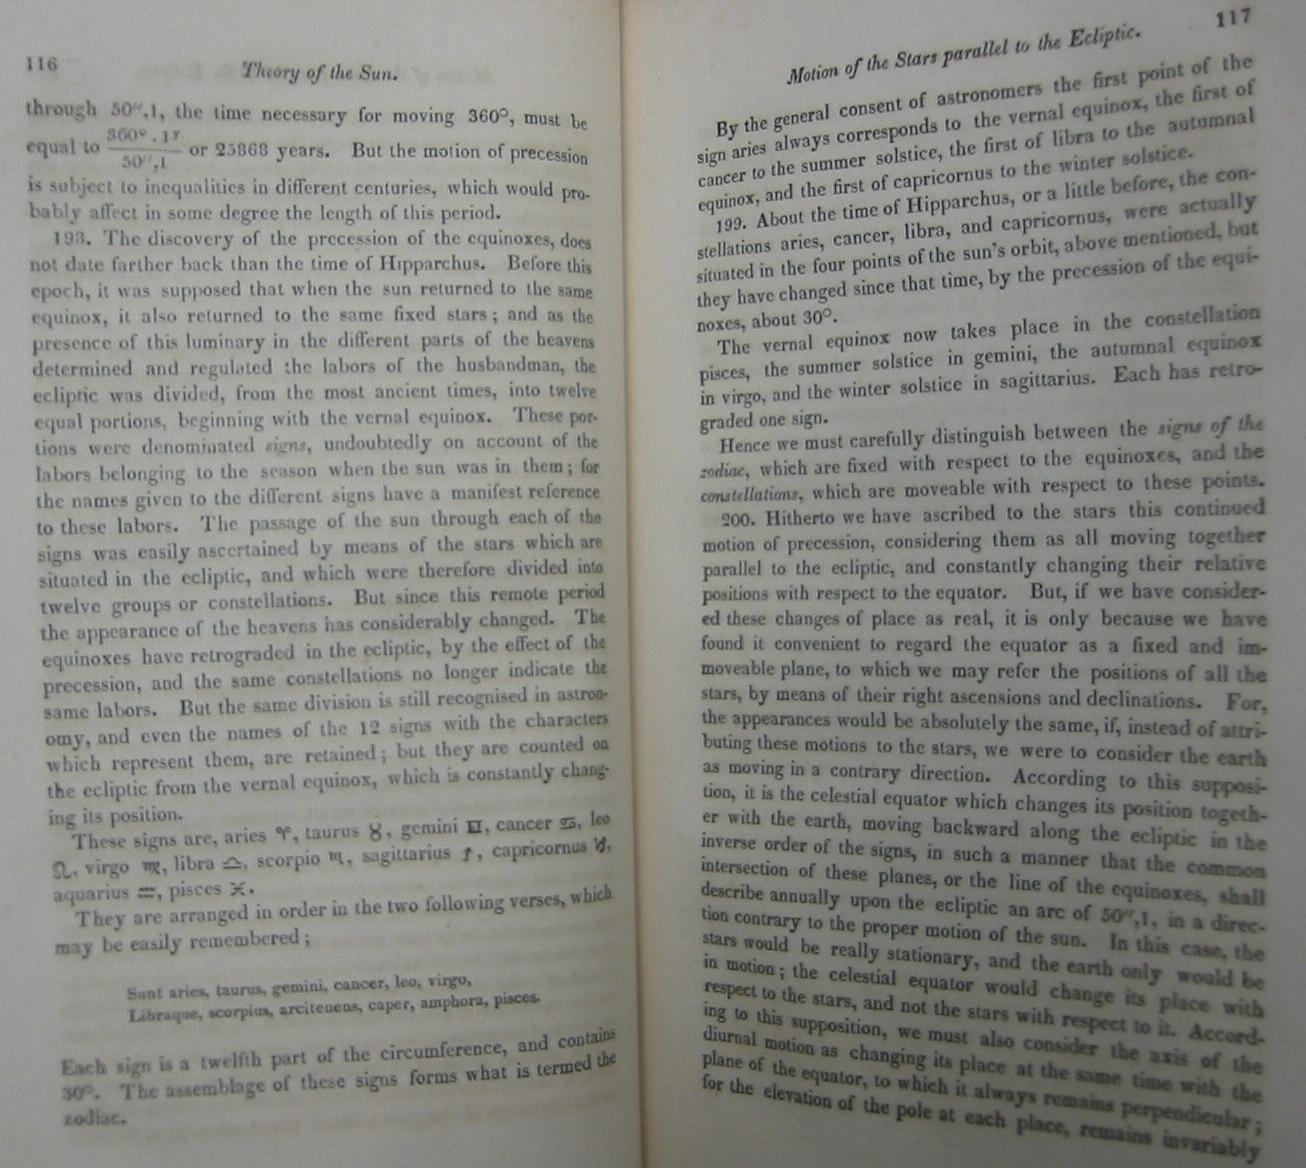 116
Theory of the Sun.
through 50″,1, the time necessary for moving 360°, must be
equal to 360° . 1ʸ / 50″,1 or 25868 years. But the motion of precession
is subject to inequalities in different centuries, which would pro-
bably affect in some degree the length of this period.
198. The discovery of the precession of the equinoxes, does
not date farther back than the time of Hipparchus. Before this
epoch, it was supposed that when the sun returned to the same
equinox, it also returned to the same fixed stars; and as the
presence of this luminary in the different parts of the heavens
determined and regulated the labors of the husbandman, the
ecliptic was divided, from the most ancient times, into twelve
equal portions, beginning with the vernal equinox. These por-
tions were denominated signs, undoubtedly on account of the
labors belonging to the season when the sun was in them; for
the names given to the different signs have a manifest reference
to these labors. The passage of the sun through each of the
signs was easily ascertained by means of the stars which are
situated in the ecliptic, and which were therefore divided into
twelve groups or constellations. But since this remote period
the appearance of the heavens has considerably changed. The
equinoxes have retrograded in the ecliptic, by the effect of the
precession, and the same constellations no longer indicate the
same labors. But the same division is still recognised in astron-
omy, and even the names of the 12 signs with the characters
which represent them, are retained; but they are counted on
the ecliptic from the vernal equinox, which is constantly chang-
ing its position.
These signs are, aries ♈, taurus ♉, gemini ♊, cancer ♋, leo
♌, virgo ♍, libra ♎, scorpio ♏, sagittarius ♐, capricornus ♑,
aquarius ♒, pisces ♓.
They are arranged in order in the two following verses, which
may be easily remembered;
Sunt aries, taurus, gemini, cancer, leo, virgo,
Libraque, scorpius, arcitenens, caper, amphora, pisces.
Each sign is a twelfth part of the circumference, and contains
30°. The assemblage of these signs forms what is termed the
zodiac.
117
Motion of the Stars parallel to the Ecliptic.
By the general consent of astronomers the first point of the
sign aries always corresponds to the vernal equinox, the first of
cancer to the summer solstice, the first of libra to the autumnal
equinox, and the first of capricornus to the winter solstice.
199. About the time of Hipparchus, or a little before, the con-
stellations aries, cancer, libra, and capricornus, were actually
situated in the four points of the sun's orbit, above mentioned, but
they have changed since that time, by the precession of the equi-
noxes, about 30°.
The vernal equinox now takes place in the constellation
pisces, the summer solstice in gemini, the autumnal equinox
in virgo, and the winter solstice in sagittarius. Each has retro-
graded one sign.
Hence we must carefully distinguish between the signs of the
zodiac, which are fixed with respect to the equinoxes, and the
constellations, which are moveable with respect to these points.
200. Hitherto we have ascribed to the stars this continued
motion of precession, considering them as all moving together
parallel to the ecliptic, and constantly changing their relative
positions with respect to the equator. But, if we have consider-
ed these changes of place as real, it is only because we have
found it convenient to regard the equator as a fixed and im-
moveable plane, to which we may refer the positions of all the
stars, by means of their right ascensions and declinations. For,
the appearances would be absolutely the same, if, instead of attri-
buting these motions to the stars, we were to consider the earth
as moving in a contrary direction. According to this supposi-
tion, it is the celestial equator which changes its position togeth-
er with the earth, moving backward along the ecliptic in the
inverse order of the signs, in such a manner that the common
intersection of these planes, or the line of the equinoxes, shall
describe annually upon the ecliptic an arc of 50″,1, in a direc-
tion contrary to the proper motion of the sun. In this case, the
stars would be really stationary, and the earth only would be
in motion; the celestial equator would change its place with
respect to the stars, and not the stars with respect to it. Accord-
ing to this supposition, we must also consider the axis of the
diurnal motion as changing its place at the same time with the
plane of the equator, to which it always remains perpendicular;
for the elevation of the pole at each place, remains invariably